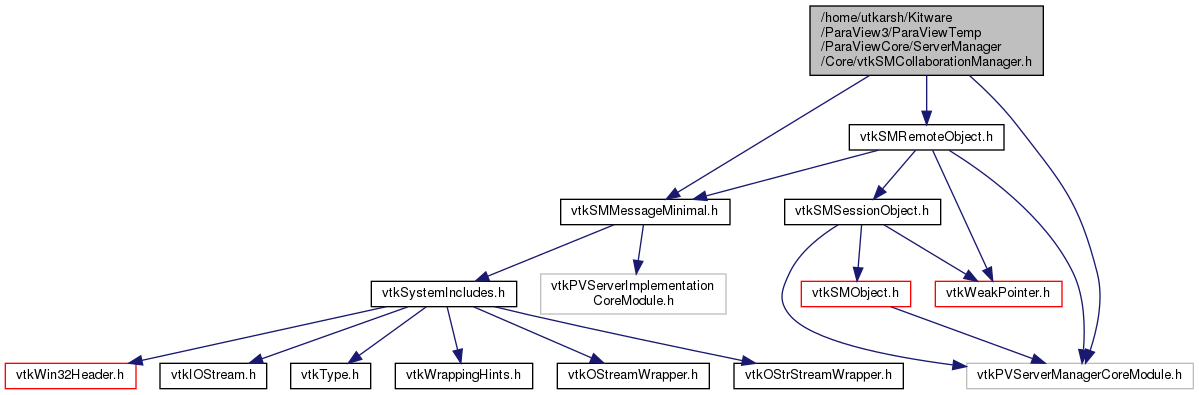 /home/utkarsh/Kitware
/ParaView3/ParaViewTemp
/ParaViewCore/ServerManager
/Core/vtkSMCollaborationManager.h
vtkSMRemoteObject.h
vtkSMMessageMinimal.h
vtkSMSessionObject.h
vtkSystemIncludes.h
vtkPVServerImplementation
CoreModule.h
vtkSMObject.h
vtkWeakPointer.h
vtkWin32Header.h
vtkIOStream.h
vtkType.h
vtkWrappingHints.h
vtkOStreamWrapper.h
vtkOStrStreamWrapper.h
vtkPVServerManagerCoreModule.h